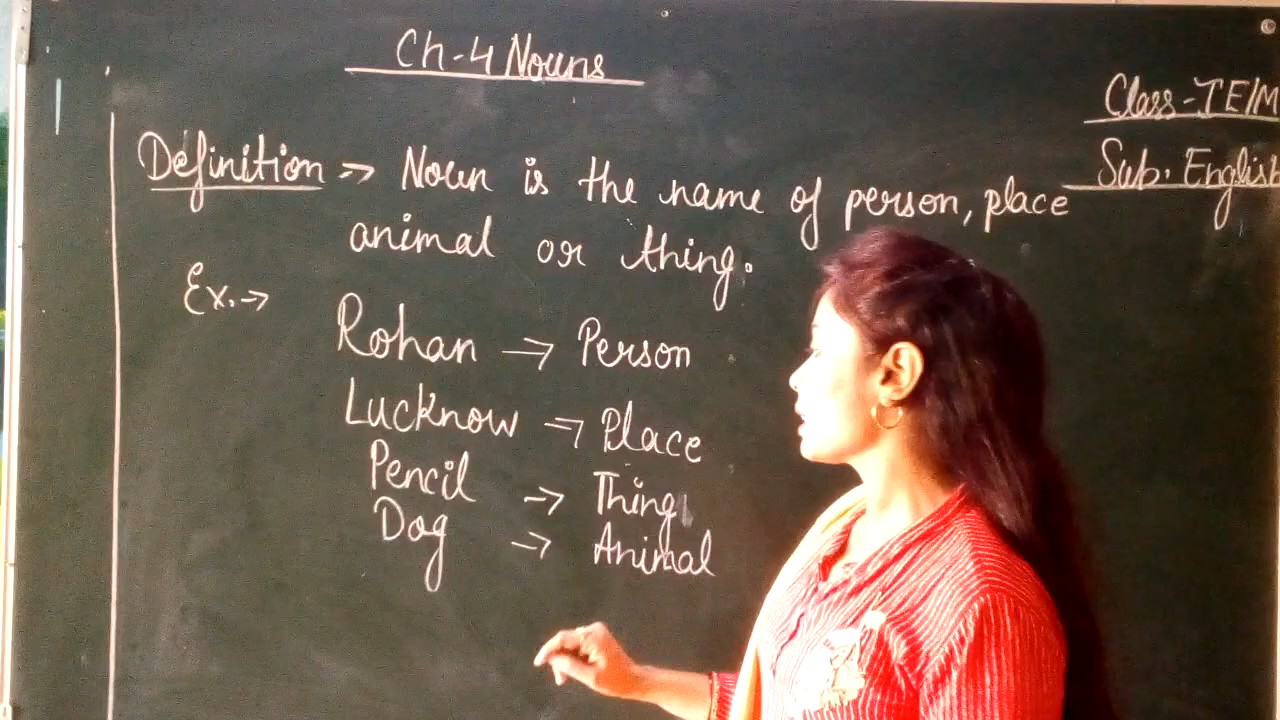 Ch-4 Nouns
Class-I E/M
Sub. English
Definition → Noun is the name of person, place
animal or thing.
Ex. →
Rohan → Person
Lucknow → Place
Pencil → Thing
Dog → Animal